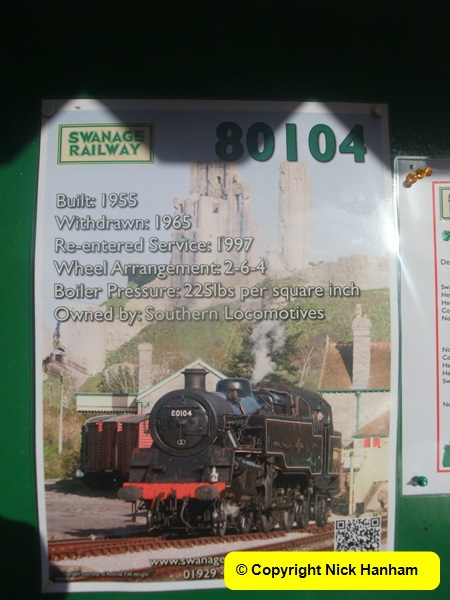 SWANAGE
RAILWAY
80104
Built: 1955
Withdrawn: 1965
Re-entered Service: 1997
Wheel Arrangement: 2-6-4
Boiler Pressure: 225lbs per square inch
Owned by: Southern Locomotives
80104
www.swanage
01929
© Copyright Nick Hanham